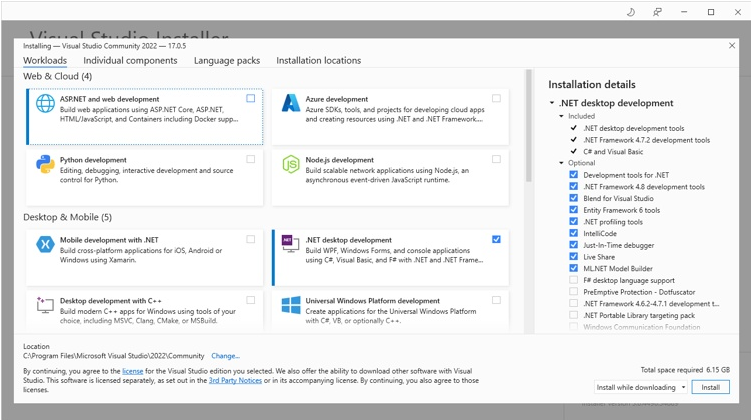 Visual Studio Installer
Installing — Visual Studio Community 2022 — 17.0.5
Workloads Individual components Language packs Installation locations
Web & Cloud (4)
ASP.NET and web development
Build web applications using ASP.NET Core, ASP.NET,
HTML/JavaScript, and Containers including Docker supp...
Azure development
Azure SDKs, tools, and projects for developing cloud apps
and creating resources using .NET and .NET Framework....
Python development
Editing, debugging, interactive development and source
control for Python.
Node.js development
Build scalable network applications using Node.js, an
asynchronous event-driven JavaScript runtime.
Desktop & Mobile (5)
Mobile development with .NET
Build cross-platform applications for iOS, Android or
Windows using Xamarin.
.NET desktop development
Build WPF, Windows Forms, and console applications
using C#, Visual Basic, and F# with .NET and .NET Frame...
Desktop development with C++
Build modern C++ apps for Windows using tools of your
choice, including MSVC, Clang, CMake, or MSBuild.
Universal Windows Platform development
Create applications for the Universal Windows Platform
with C#, VB, or optionally C++.
Installation details
.NET desktop development
Included
.NET desktop development tools
.NET Framework 4.7.2 development tools
C# and Visual Basic
Optional
Development tools for .NET
.NET Framework 4.8 development tools
Blend for Visual Studio
Entity Framework 6 tools
.NET profiling tools
IntelliCode
Just-In-Time debugger
Live Share
ML.NET Model Builder
F# desktop language support
PreEmptive Protection - Dotfuscator
.NET Framework 4.6.2-4.7.1 development t...
.NET Portable Library targeting pack
Windows Communication Foundation
Location
C:\Program Files\Microsoft Visual Studio\2022\Community Change...
By continuing, you agree to the license for the Visual Studio edition you selected. We also offer the ability to download other software with Visual
Studio. This software is licensed separately, as set out in the 3rd Party Notices or in its accompanying license. By continuing, you also agree to those
licenses.
Total space required 6.15 GB
Install while downloading Install